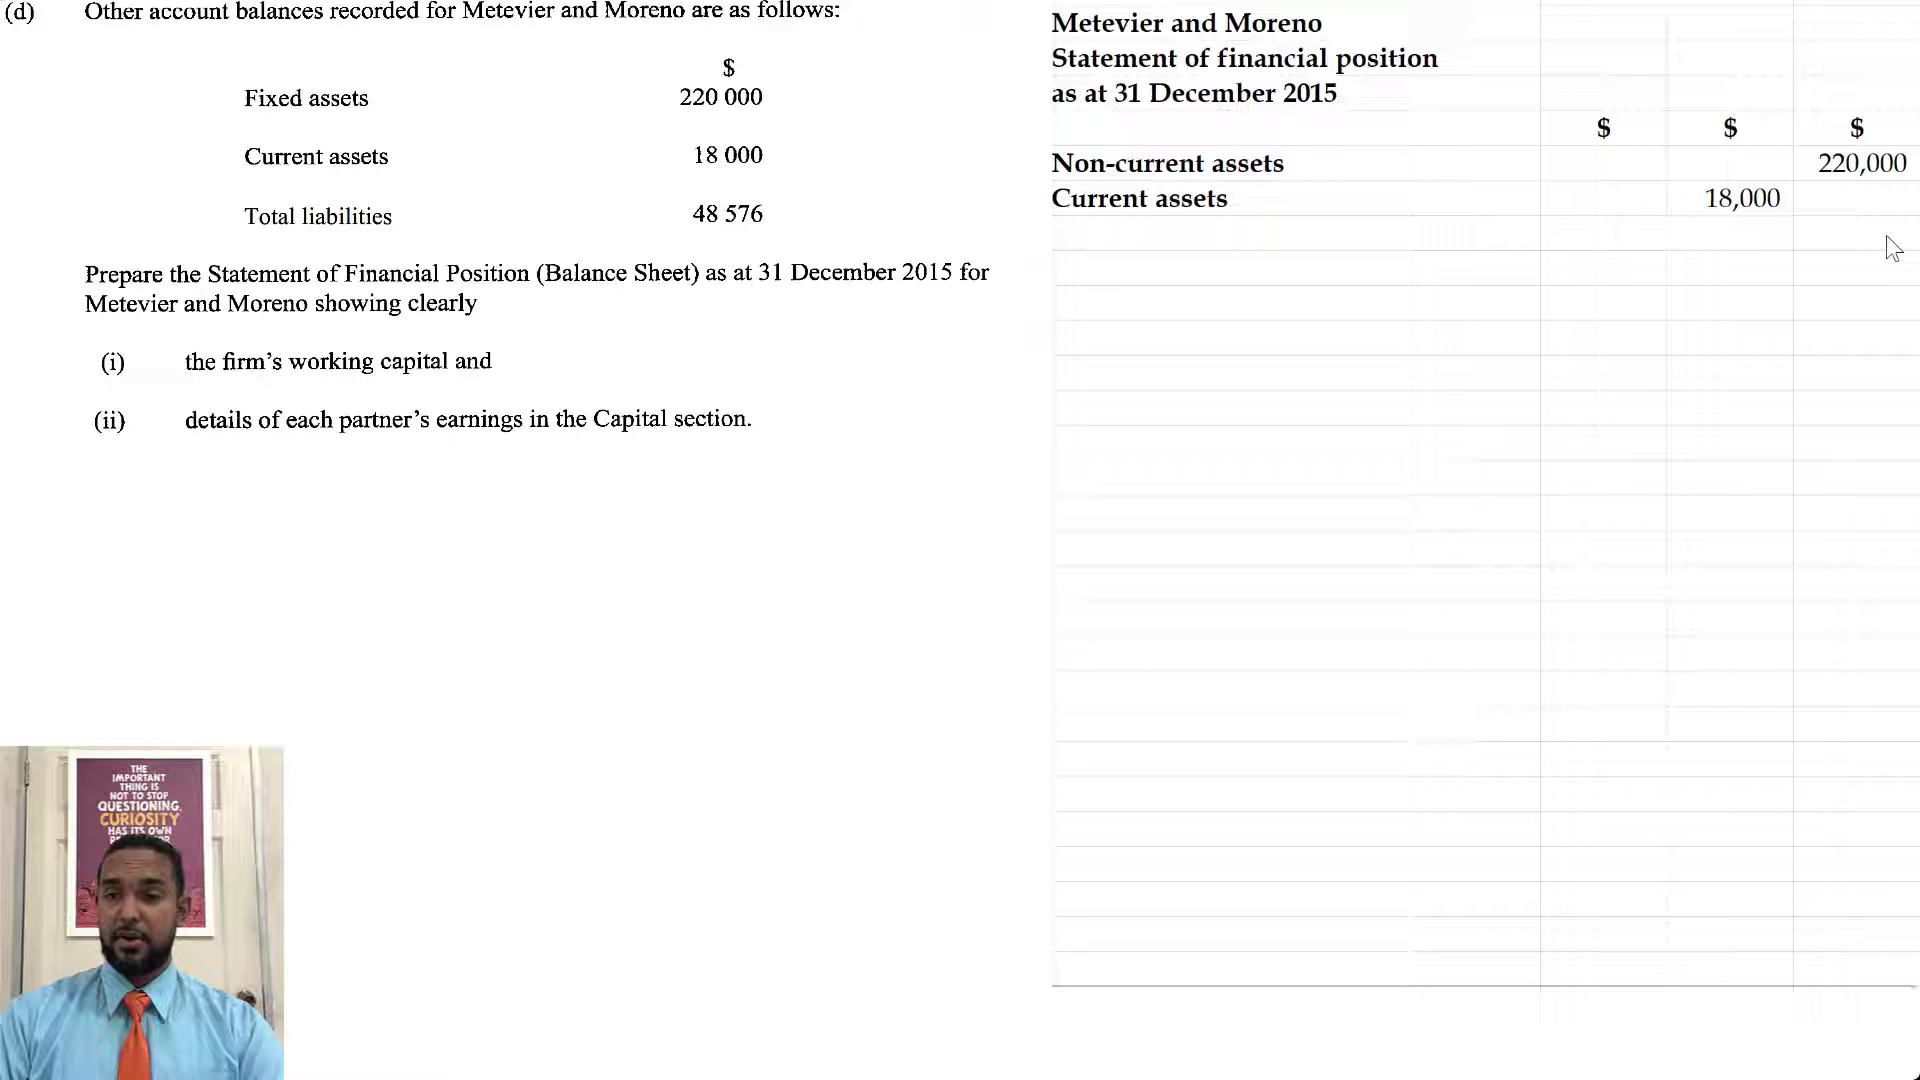 (d) Other account balances recorded for Metevier and Moreno are as follows:
$
Fixed assets 220 000
Current assets 18 000
Total liabilities 48 576
Prepare the Statement of Financial Position (Balance Sheet) as at 31 December 2015 for
Metevier and Moreno showing clearly
(i) the firm's working capital and
(ii) details of each partner's earnings in the Capital section.
Metevier and Moreno
Statement of financial position
as at 31 December 2015
$ $ $
Non-current assets 220,000
Current assets 18,000
THE
IMPORTANT
THING IS
NOT TO STOP
QUESTIONING.
CURIOSITY
HAS ITS OWN